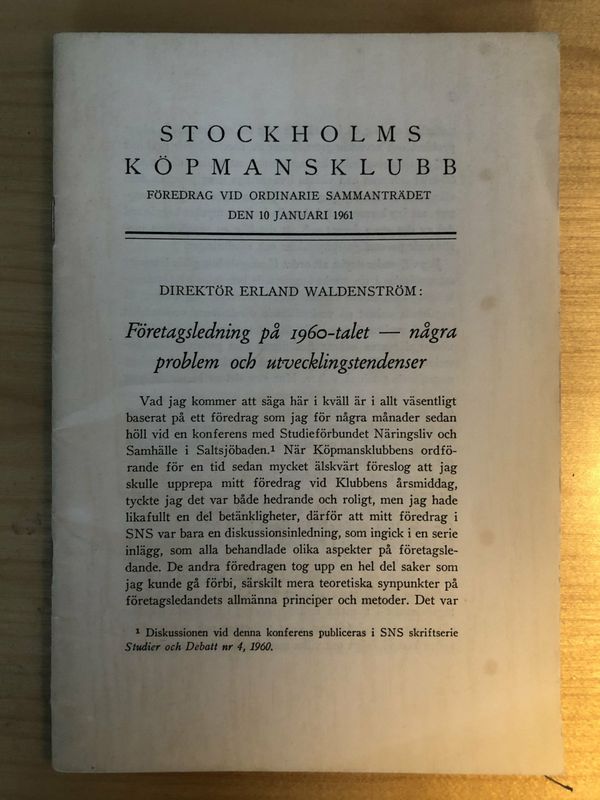 STOCKHOLMS
KÖPMANSKLUBB
FÖREDRAG VID ORDINARIE SAMMANTRÄDET
DEN 10 JANUARI 1961
DIREKTÖR ERLAND WALDENSTRÖM:
Företagsledning på 1960-talet — några
problem och utvecklingstendenser
Vad jag kommer att säga här i kväll är i allt väsentligt
baserat på ett föredrag som jag för några månader sedan
höll vid en konferens med Studieförbundet Näringsliv och
Samhälle i Saltsjöbaden.¹ När Köpmansklubbens ordfö-
rande för en tid sedan mycket älskvärt föreslog att jag
skulle upprepa mitt föredrag vid Klubbens årsmiddag,
tyckte jag det var både hedrande och roligt, men jag hade
likafullt en del betänkligheter, därför att mitt föredrag i
SNS var bara en diskussionsinledning, som ingick i en serie
inlägg, som alla behandlade olika aspekter på företagsle-
dande. De andra föredragen tog upp en hel del saker som
jag kunde gå förbi, särskilt mera teoretiska synpunkter på
företagsledandets allmänna principer och metoder. Det var
¹ Diskussionen vid denna konferens publiceras i SNS skriftserie
Studier och Debatt nr 4, 1960.